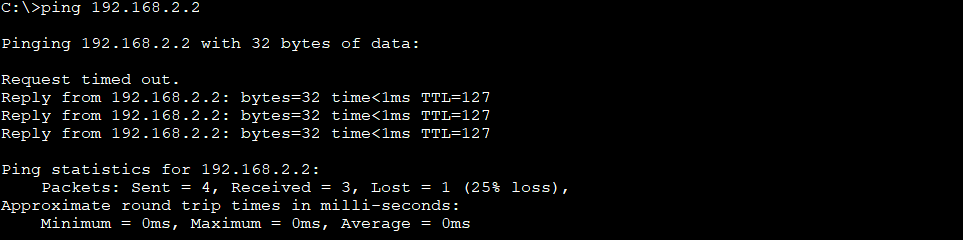 C:\>ping 192.168.2.2
Pinging 192.168.2.2 with 32 bytes of data:
Request timed out.
Reply from 192.168.2.2: bytes=32 time<1ms TTL=127
Reply from 192.168.2.2: bytes=32 time<1ms TTL=127
Reply from 192.168.2.2: bytes=32 time<1ms TTL=127
Ping statistics for 192.168.2.2:
    Packets: Sent = 4, Received = 3, Lost = 1 (25% loss),
Approximate round trip times in milli-seconds:
    Minimum = 0ms, Maximum = 0ms, Average = 0ms